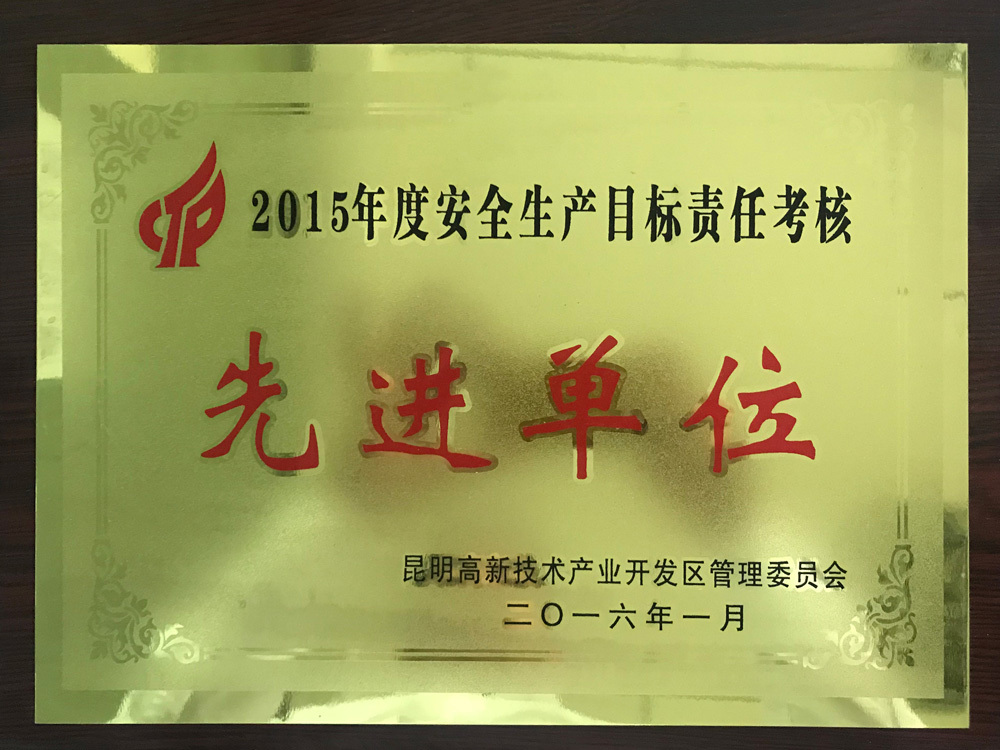 2015年度安全生产目标责任考核
先进单位
昆明高新技术产业开发区管理委员会
二〇一六年一月